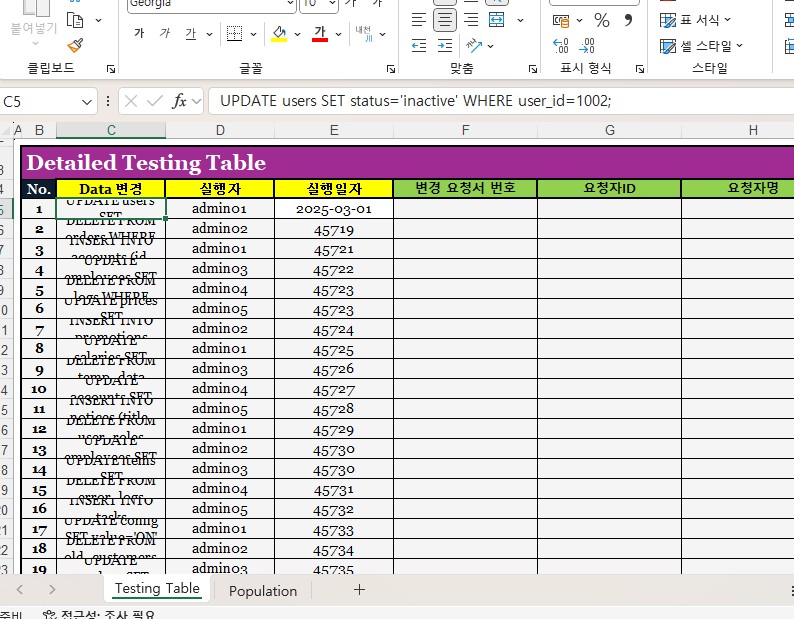 Georgia 10
붙여넣기
가 가 가 내천
표 서식
셀 스타일
클립보드 글꼴 맞춤 표시 형식 스타일
C5 fx UPDATE users SET status='inactive' WHERE user_id=1002;
A B C D E F G H
Detailed Testing Table
No. Data 변경 실행자 실행일자 변경 요청서 번호 요청자ID 요청자명
1 UPDATE users SET admin01 2025-03-01
2 DELETE FROM orders WHERE admin02 45719
3 INSERT INTO accounts (id, admin01 45721
4 UPDATE employees SET admin03 45722
5 DELETE FROM logs WHERE admin04 45723
6 UPDATE prices SET admin05 45723
7 INSERT INTO promotions admin02 45724
8 UPDATE salaries SET admin01 45725
9 DELETE FROM temp_data admin03 45726
10 UPDATE accounts SET admin04 45727
11 INSERT INTO notices (title, admin05 45728
12 DELETE FROM user_roles admin01 45729
13 UPDATE employees SET admin02 45730
14 UPDATE items SET admin03 45730
15 DELETE FROM error_logs admin04 45731
16 INSERT INTO tasks admin05 45732
17 UPDATE config SET value='ON' admin01 45733
18 DELETE FROM old_customers admin02 45734
19 UPDATE SET admin03 45735
Testing Table Population
준비 접근성: 조사 필요